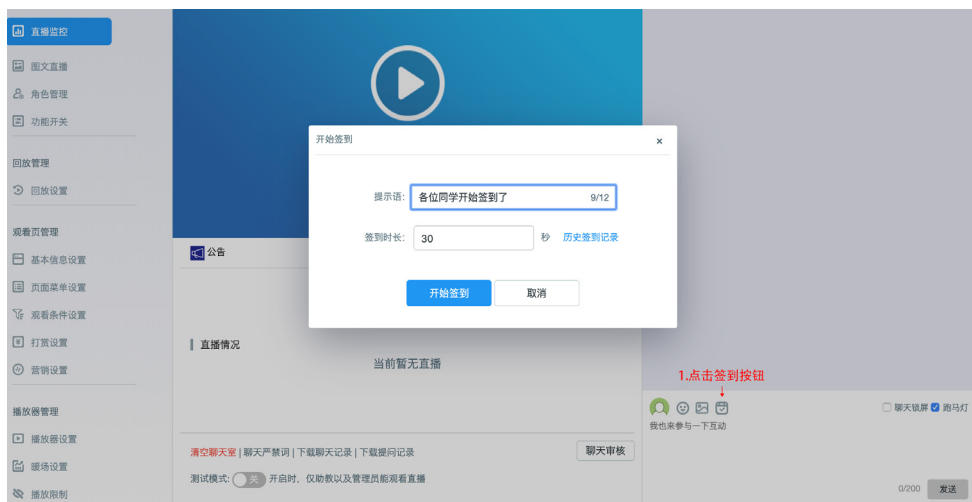 直播监控
图文直播
角色管理
功能开关
回放管理
回放设置
观看页管理
基本信息设置
页面菜单设置
观看条件设置
打赏设置
营销设置
播放器管理
播放器设置
暖场设置
播放限制
开始签到 ×
提示语: 各位同学开始签到了 9/12
签到时长: 30 秒 历史签到记录
开始签到 取消
公告
直播情况
当前暂无直播
清空聊天室 | 聊天严禁词 | 下载聊天记录 | 下载提问记录 聊天审核
测试模式: 关 开启时，仅助教以及管理员能观看直播
1.点击签到按钮
聊天锁屏 跑马灯
我也来参与一下互动
0/200 发送